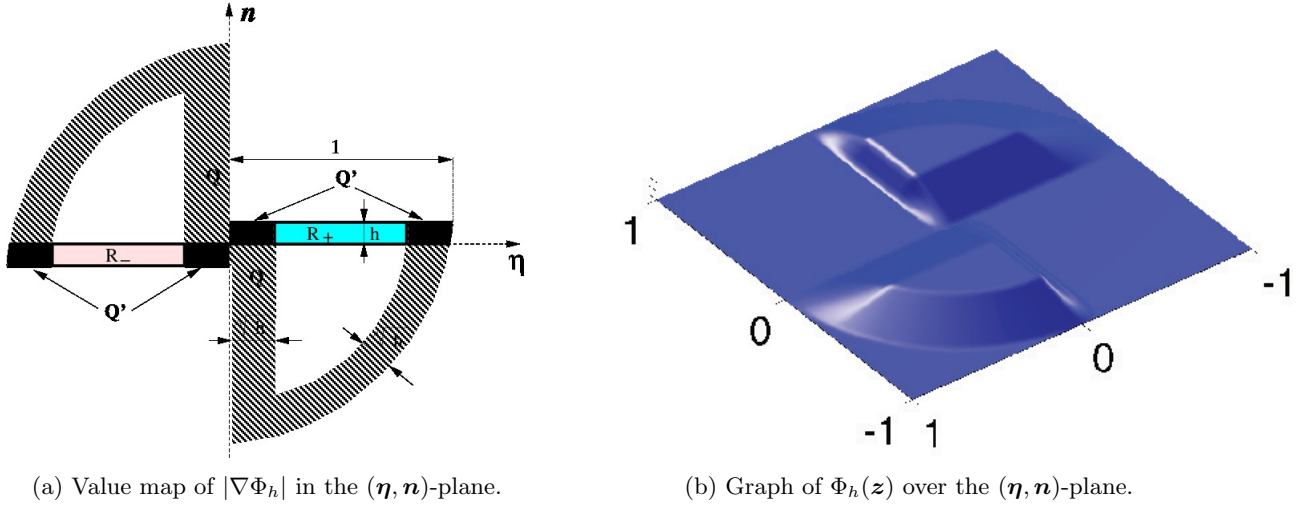 n
1
Q
Q'
R+
h
η
Q
R−
Q'
h
h
1
0
-1
1
0
-1
(a) Value map of |∇Φₕ| in the (η, n)-plane.
(b) Graph of Φₕ(z) over the (η, n)-plane.